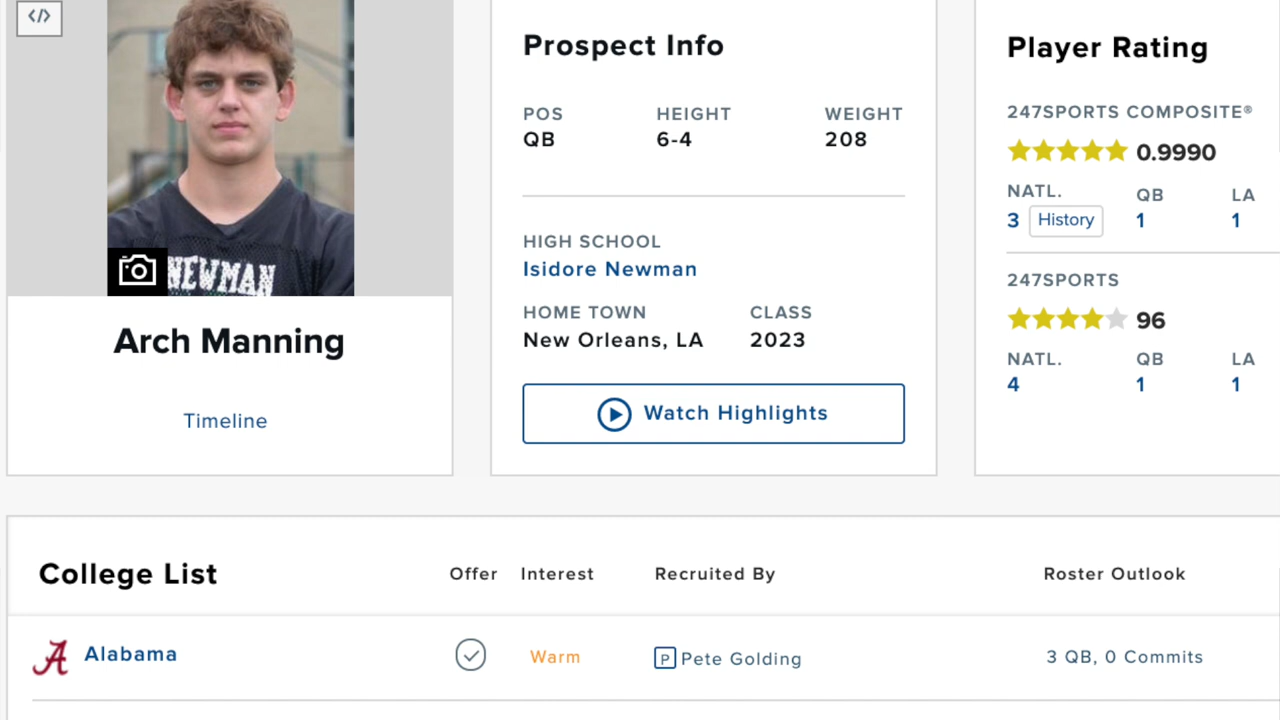 </>
NEWMAN
Arch Manning
Timeline
Prospect Info
POS HEIGHT WEIGHT
QB 6-4 208
HIGH SCHOOL
Isidore Newman
HOME TOWN CLASS
New Orleans, LA 2023
Watch Highlights
Player Rating
247SPORTS COMPOSITE®
0.9990
NATL. QB LA
3 History 1 1
247SPORTS
96
NATL. QB LA
4 1 1
College List Offer Interest Recruited By Roster Outlook
A Alabama Warm P Pete Golding 3 QB, 0 Commits